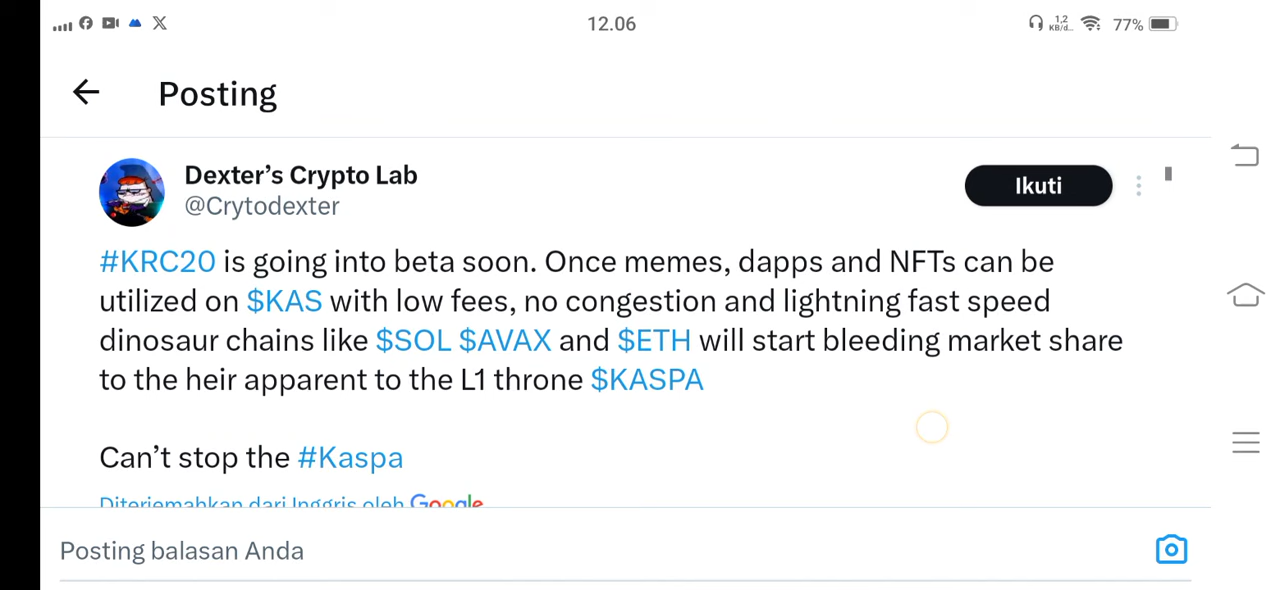 12.06
1,2
KB/d...
77%
Posting
Dexter’s Crypto Lab
@Crytodexter
Ikuti
#KRC20 is going into beta soon. Once memes, dapps and NFTs can be
utilized on $KAS with low fees, no congestion and lightning fast speed
dinosaur chains like $SOL $AVAX and $ETH will start bleeding market share
to the heir apparent to the L1 throne $KASPA
Can’t stop the #Kaspa
Diterjemahkan dari Inggris oleh Google
Posting balasan Anda